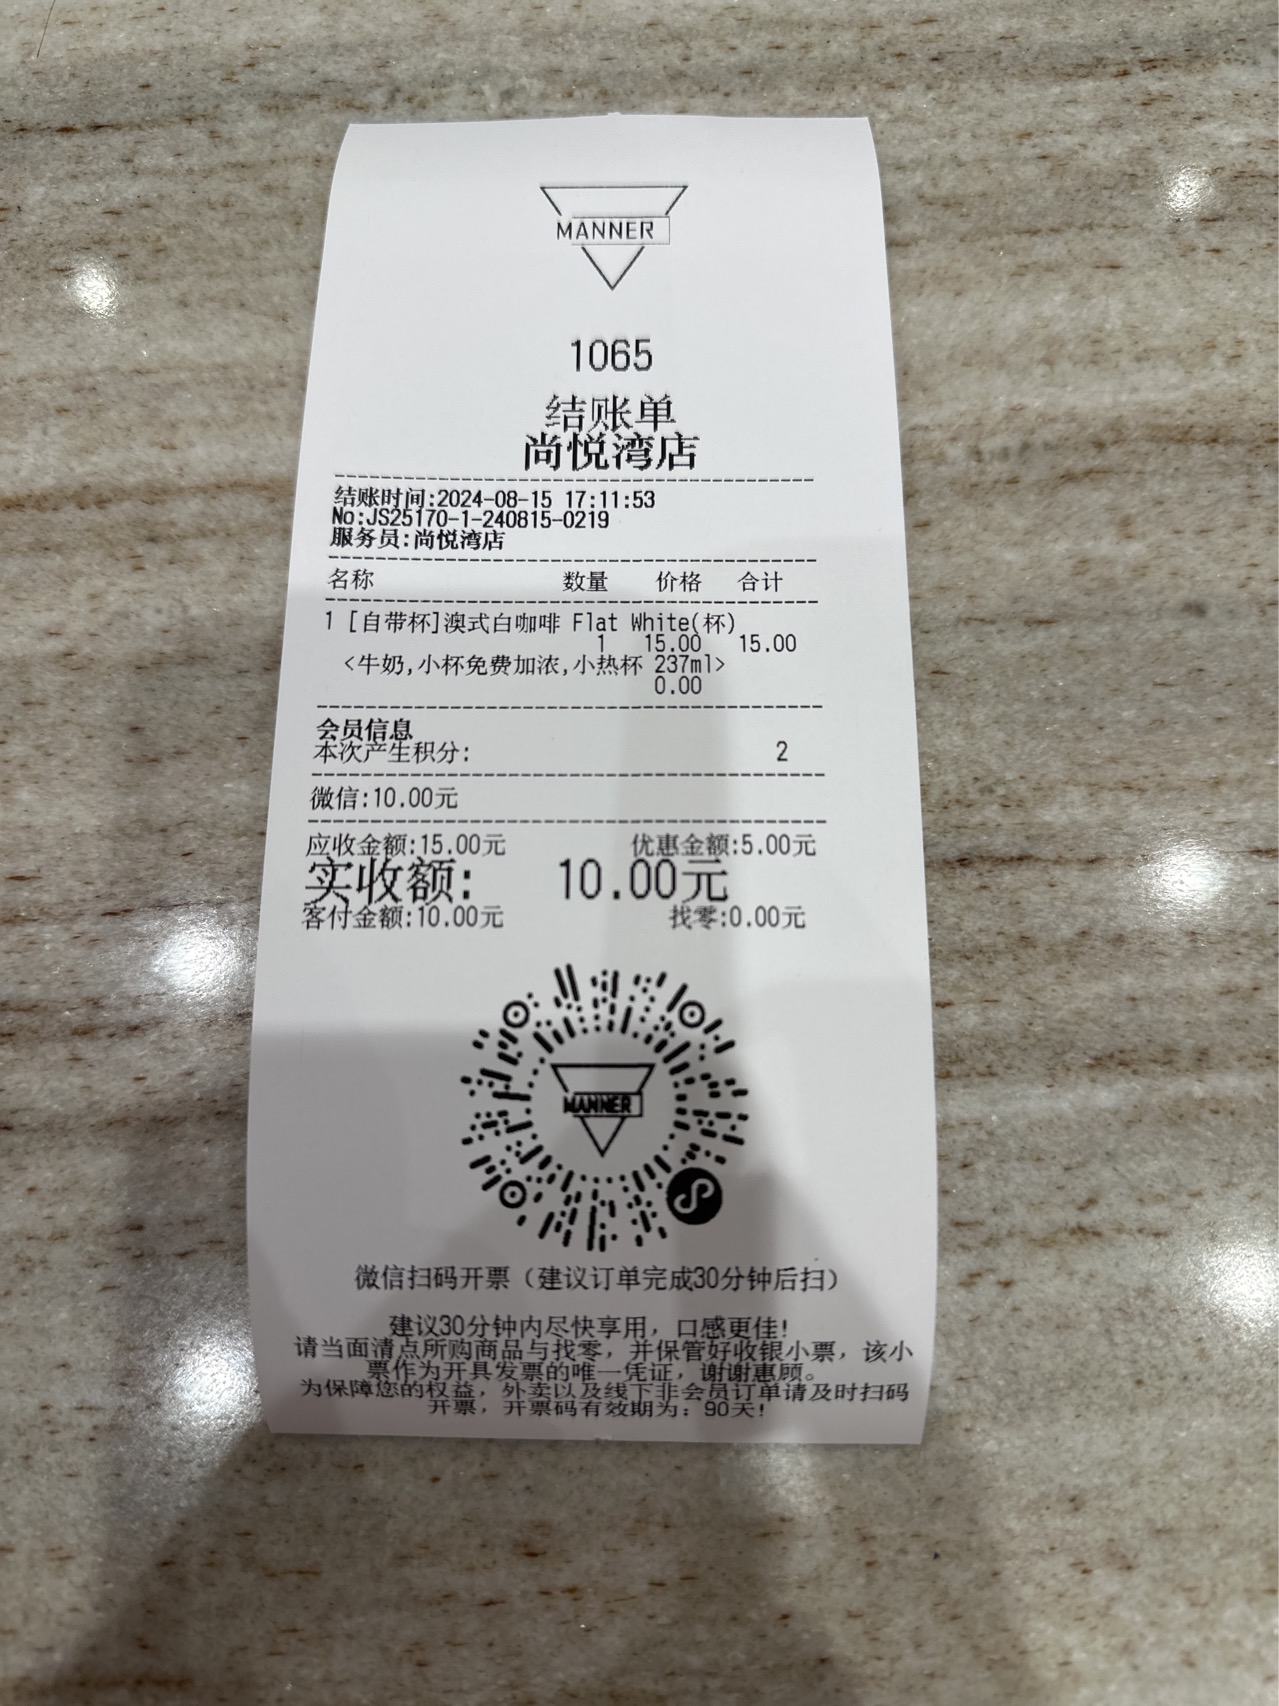 MANNER
1065
结账单
尚悦湾店
结账时间:2024-08-15 17:11:53
No:JS25170-1-240815-0219
服务员:尚悦湾店
名称 数量 价格 合计
1 [自带杯]澳式白咖啡 Flat White(杯)
1 15.00 15.00
<牛奶,小杯免费加浓,小热杯 237ml>
0.00
会员信息
本次产生积分: 2
微信:10.00元
应收金额:15.00元 优惠金额:5.00元
实收额: 10.00元
客付金额:10.00元 找零:0.00元
MANNER
微信扫码开票（建议订单完成30分钟后扫）
建议30分钟内尽快享用，口感更佳！
请当面清点所购商品与找零，并保管好收银小票，该小
票作为开具发票的唯一凭证，谢谢惠顾。
为保障您的权益，外卖以及线下非会员订单请及时扫码
开票，开票码有效期为：90天！